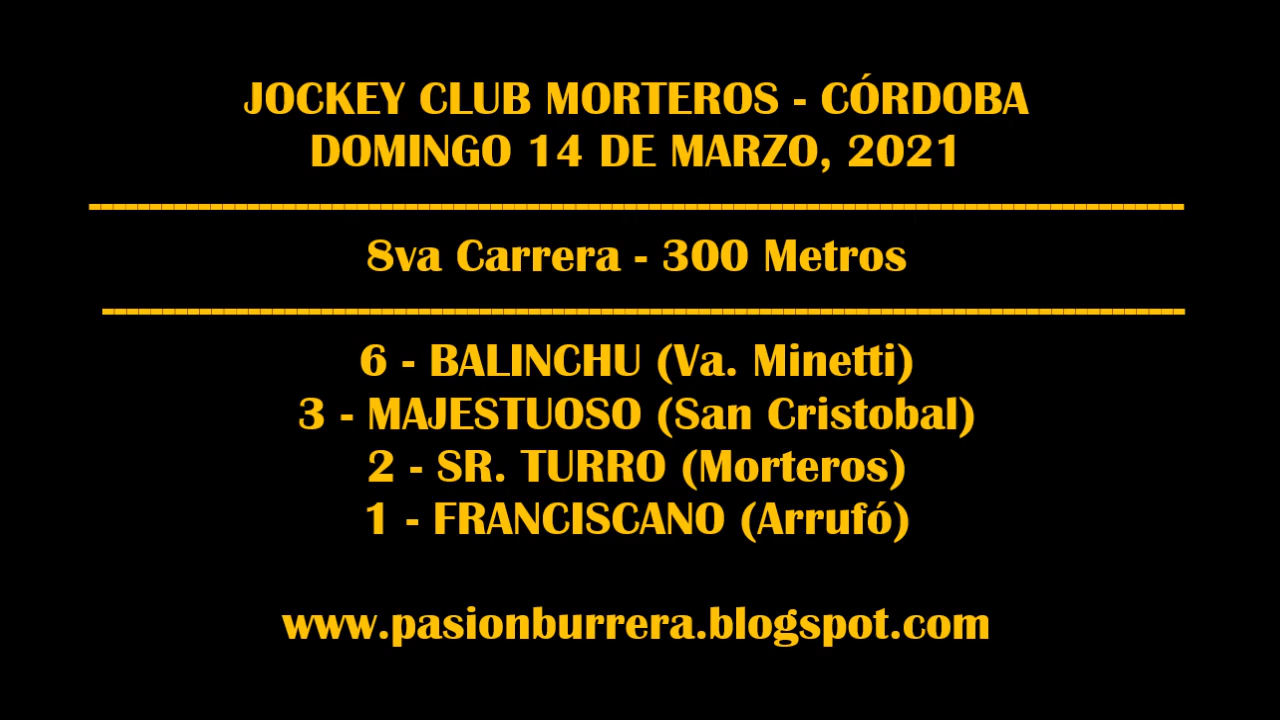 JOCKEY CLUB MORTEROS - CÓRDOBA
DOMINGO 14 DE MARZO, 2021
8va Carrera - 300 Metros
6 - BALINCHU (Va. Minetti)
3 - MAJESTUOSO (San Cristobal)
2 - SR. TURRO (Morteros)
1 - FRANCISCANO (Arrufó)
www.pasionburrera.blogspot.com